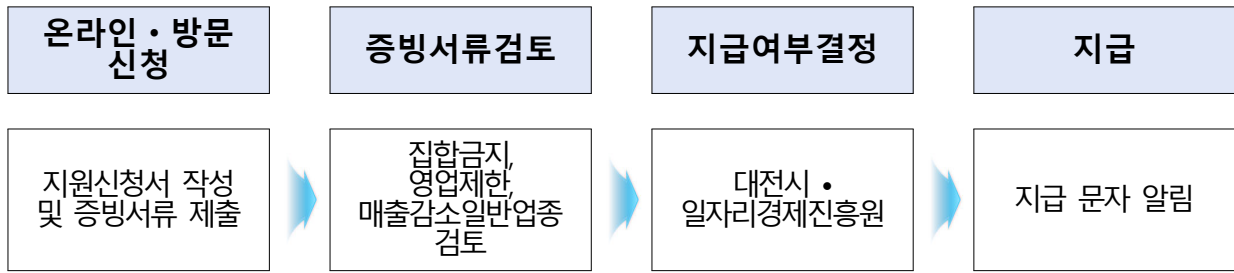 온라인・방문
신청
증빙서류검토
지급여부결정
지급
지원신청서 작성
및 증빙서류 제출
집합금지,
영업제한,
매출감소일반업종
검토
대전시 •
일자리경제진흥원
지급 문자 알림